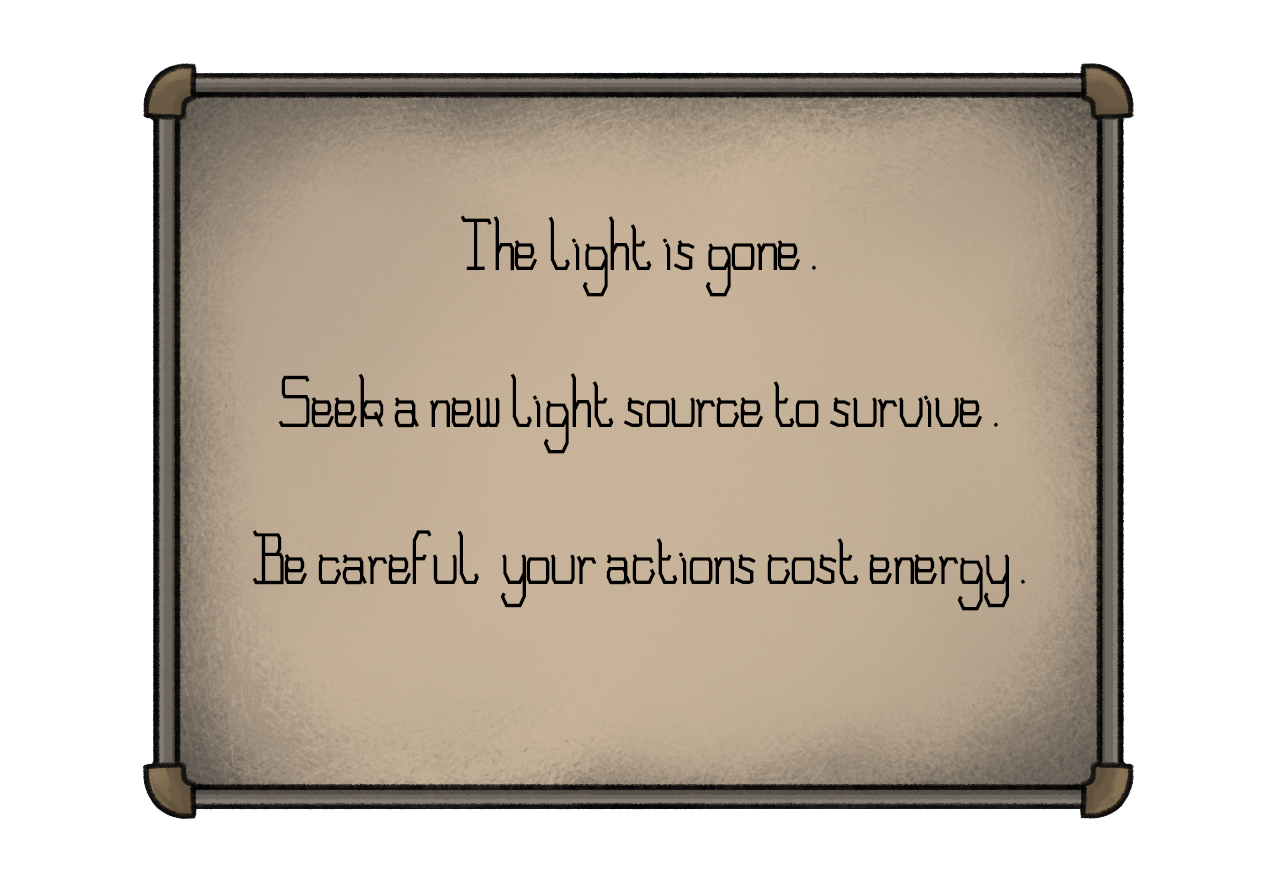 The light is gone.
Seek a new light source to survive.
Be careful your actions cost energy.